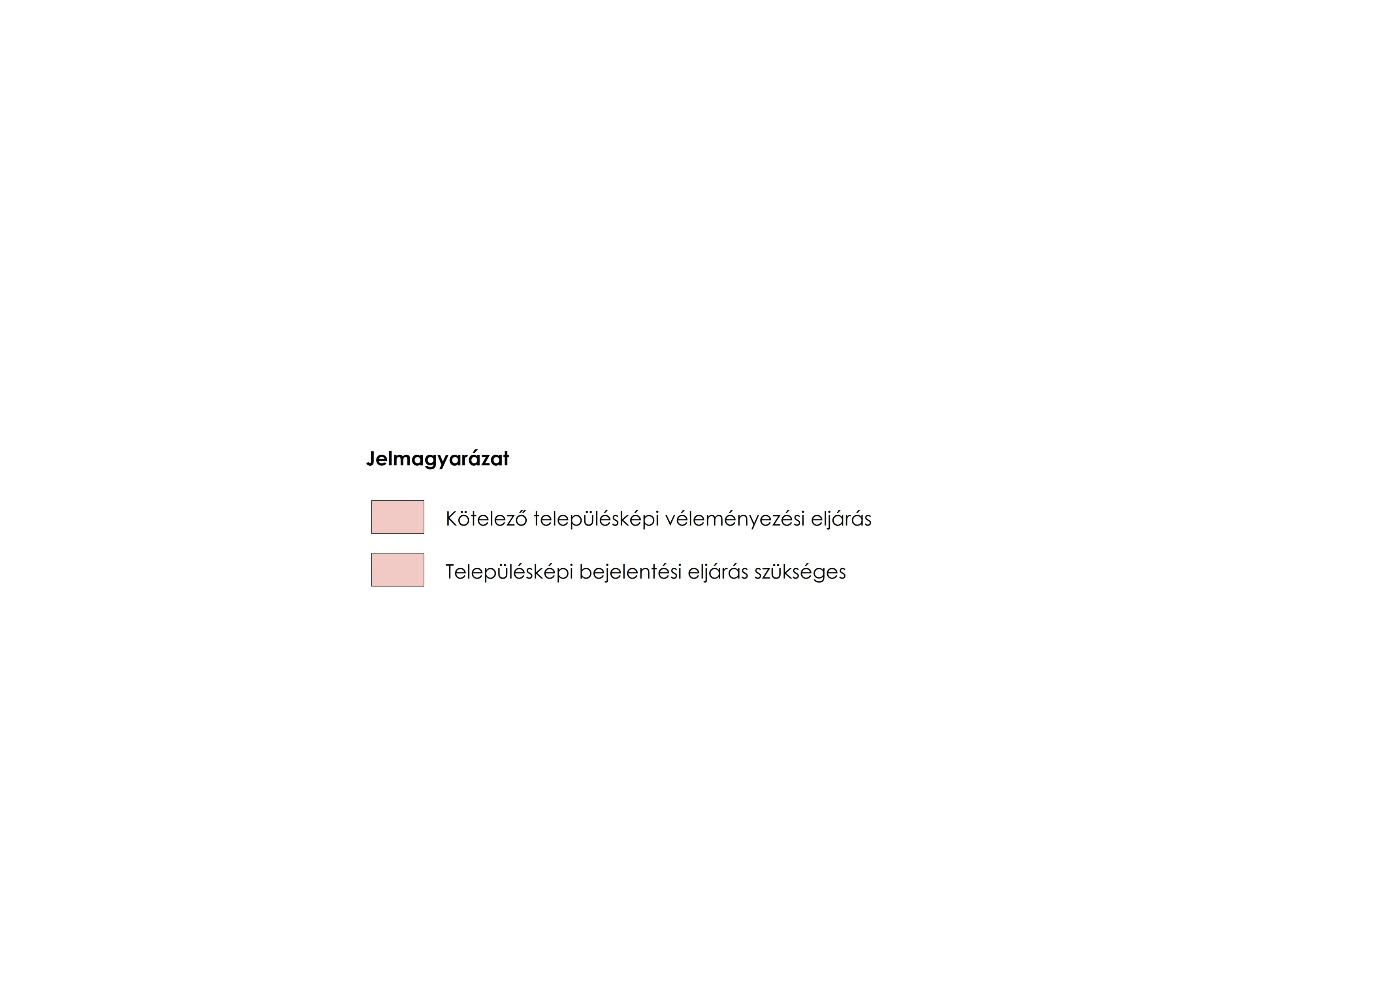 Jelmagyarázat
Kötelező településképi véleményezési eljárás
Településképi bejelentési eljárás szükséges